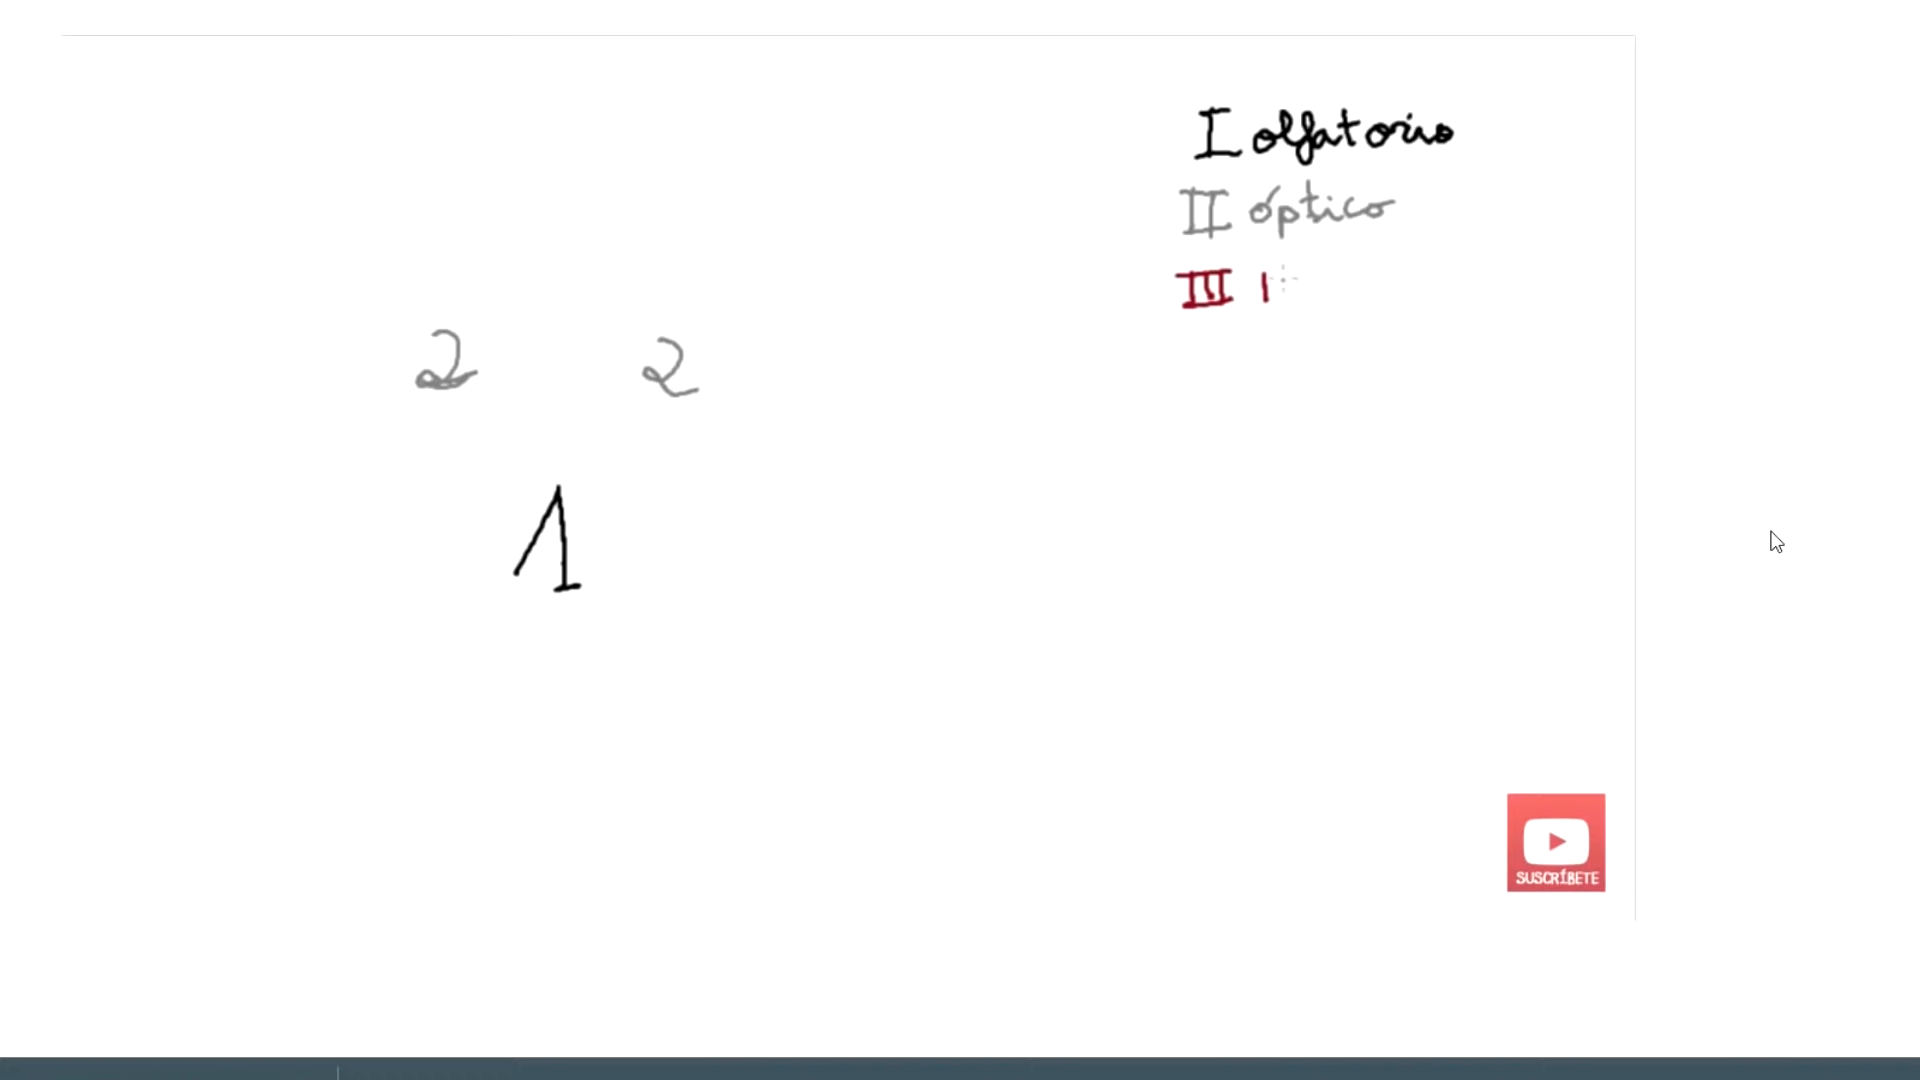 I olfatorio
II óptico
III
2 2
1
SUSCRÍBETE